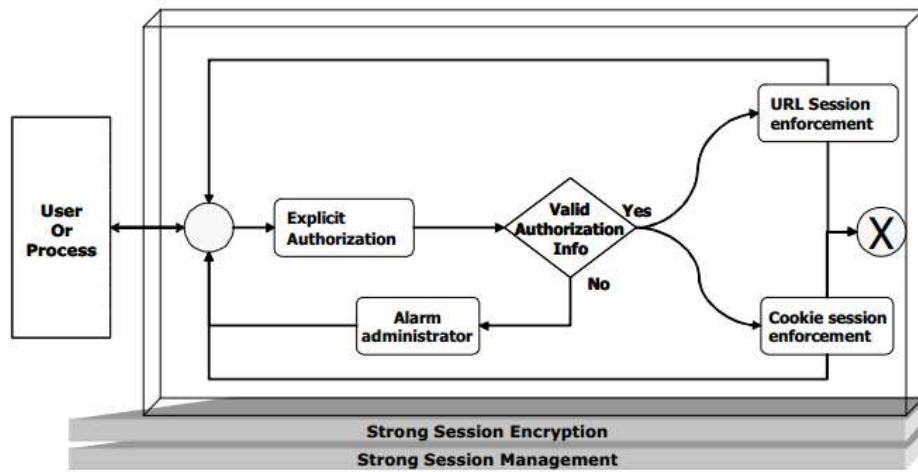 User
Or
Process
Explicit
Authorization
Valid
Authorization
Info
Yes
No
Alarm
administrator
URL Session
enforcement
X
Cookie session
enforcement
Strong Session Encryption
Strong Session Management